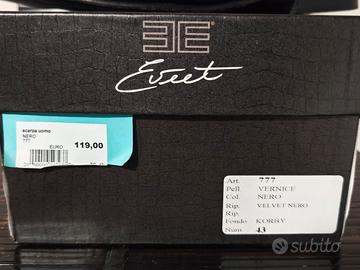 Eveet
scarpa uomo
NERO
777
EURO 119,00
Art. 777
Pell. VERNICE
Col. NERO
Rip. VELVET NERO
Rip.
Fondo KORBY
Num 43
subito